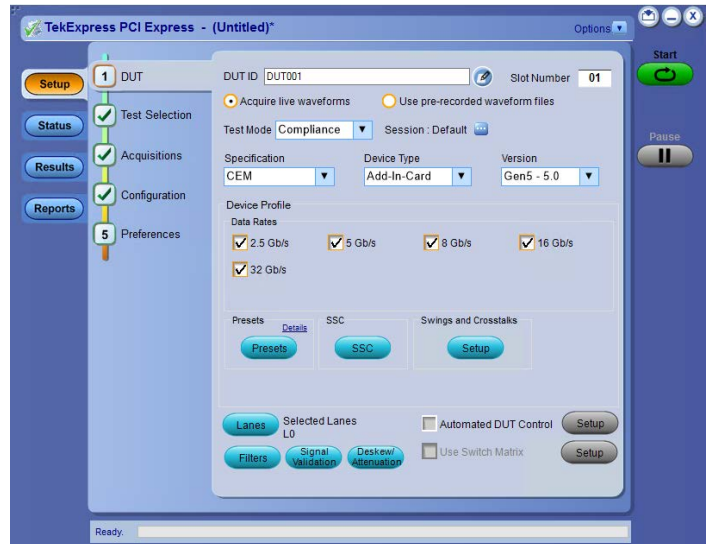 TekExpress PCI Express - (Untitled)*
Options
Start
Pause
Setup
Status
Results
Reports
1 DUT
Test Selection
Acquisitions
Configuration
5 Preferences
DUT ID DUT001 Slot Number 01
Acquire live waveforms Use pre-recorded waveform files
Test Mode Compliance Session : Default
Specification Device Type Version
CEM Add-In-Card Gen5 - 5.0
Device Profile
Data Rates
2.5 Gb/s 5 Gb/s 8 Gb/s 16 Gb/s
32 Gb/s
Presets Details SSC Swings and Crosstalks
Presets SSC Setup
Lanes Selected Lanes Automated DUT Control Setup
L0
Filters Signal Validation Deskew/ Attenuation Use Switch Matrix Setup
Ready.